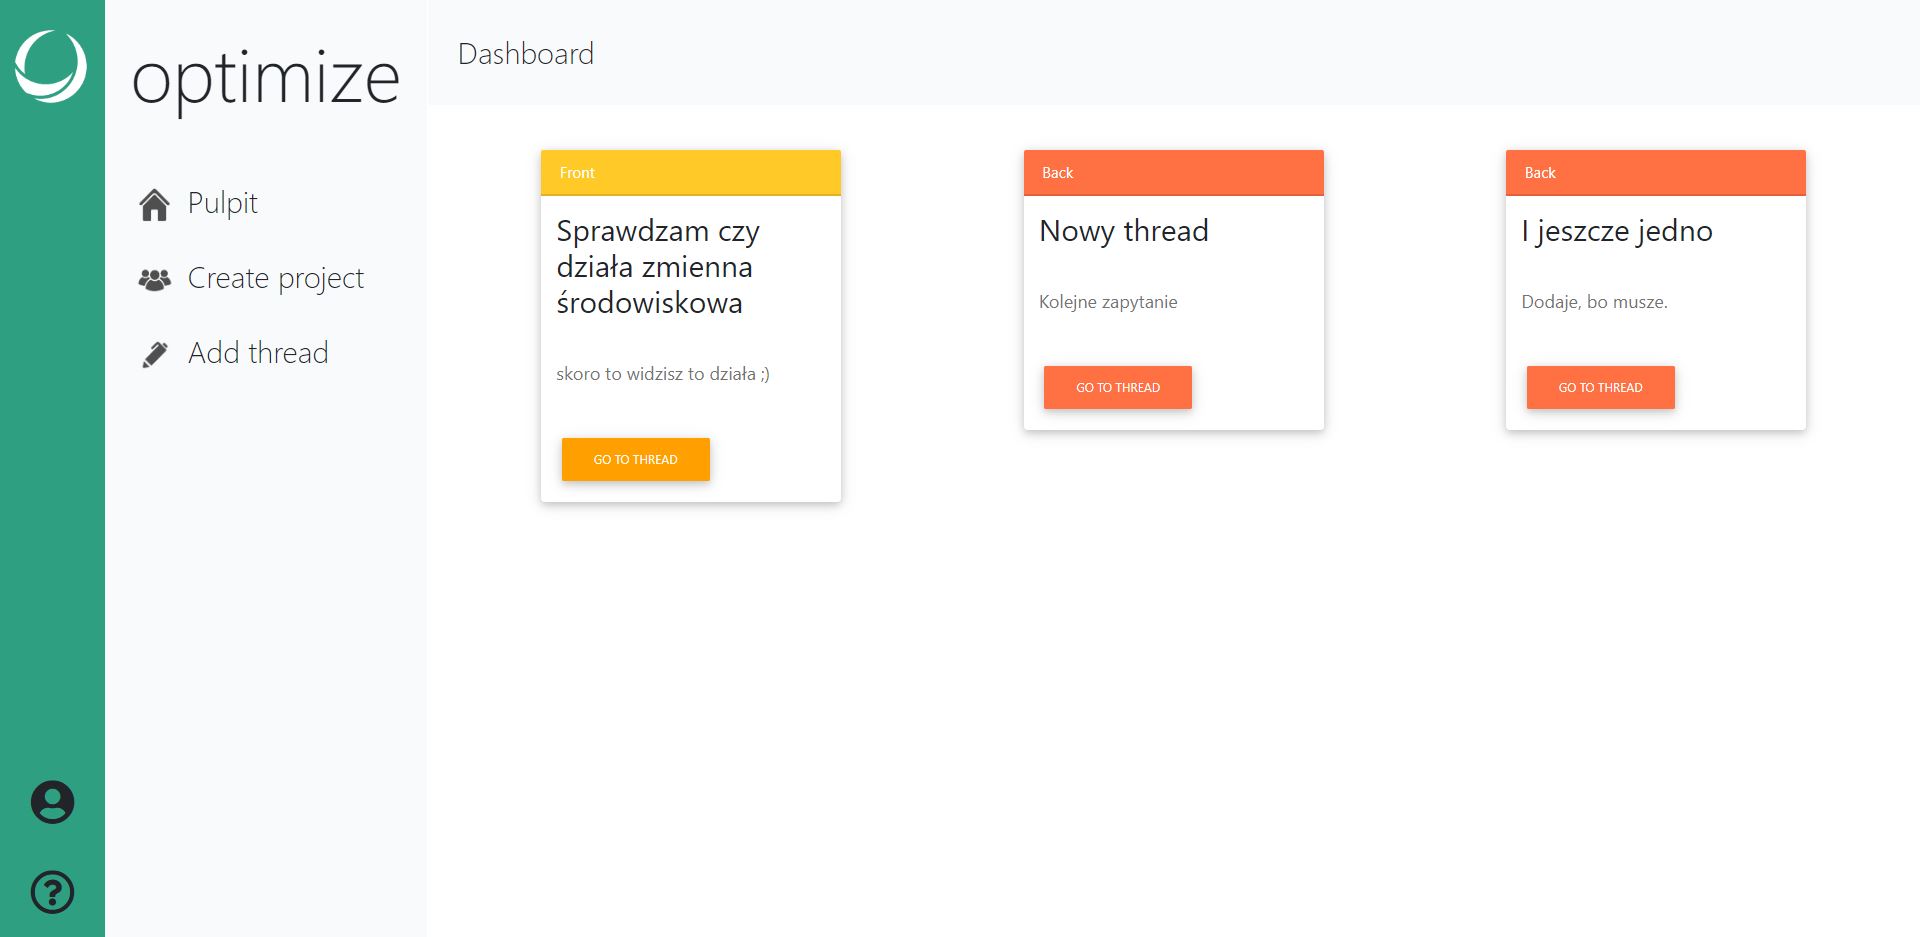 optimize
Pulpit
Create project
Add thread
Dashboard
Front
Sprawdzam czy
działa zmienna
środowiskowa
skoro to widzisz to działa ;)
GO TO THREAD
Back
Nowy thread
Kolejne zapytanie
GO TO THREAD
Back
I jeszcze jedno
Dodaje, bo musze.
GO TO THREAD